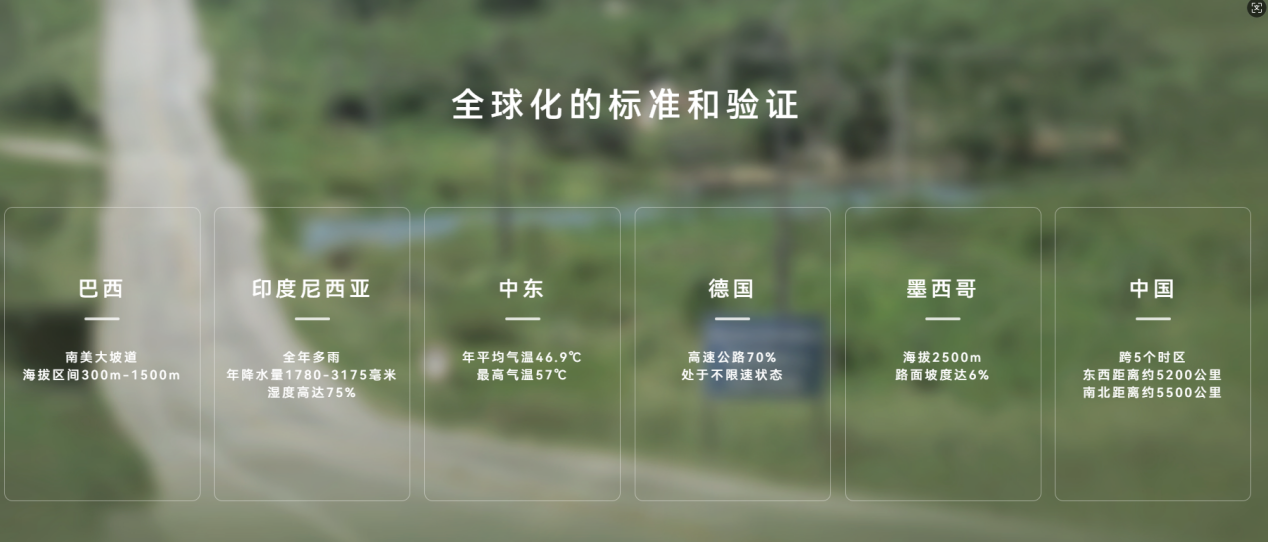 全球化的标准和验证
巴西
南美大坡道
海拔区间300m-1500m
印度尼西亚
全年多雨
年降水量1780-3175毫米
湿度高达75%
中东
年平均气温46.9℃
最高气温57℃
德国
高速公路70%
处于不限速状态
墨西哥
海拔2500m
路面坡度达6%
中国
跨5个时区
东西距离约5200公里
南北距离约5500公里